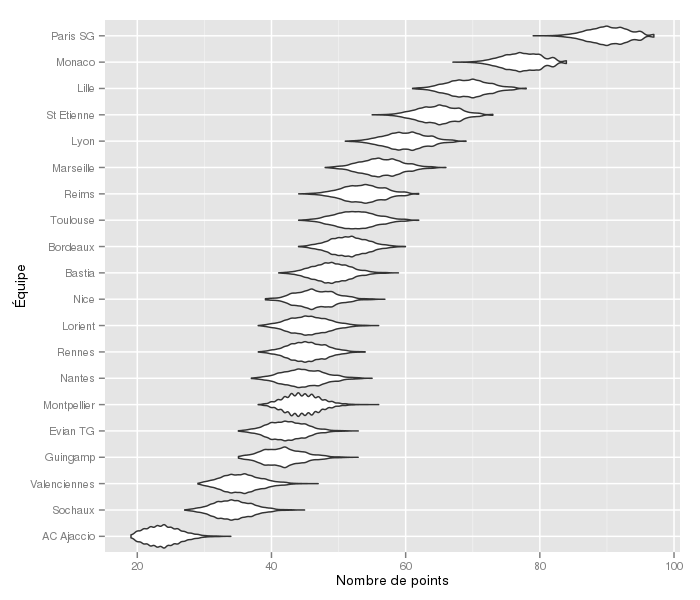 Paris SG
Monaco
Lille
St Etienne
Lyon
Marseille
Reims
Toulouse
Bordeaux
Bastia
Nice
Lorient
Rennes
Nantes
Montpellier
Evian TG
Guingamp
Valenciennes
Sochaux
AC Ajaccio
Équipe
20 40 60 80 100
Nombre de points